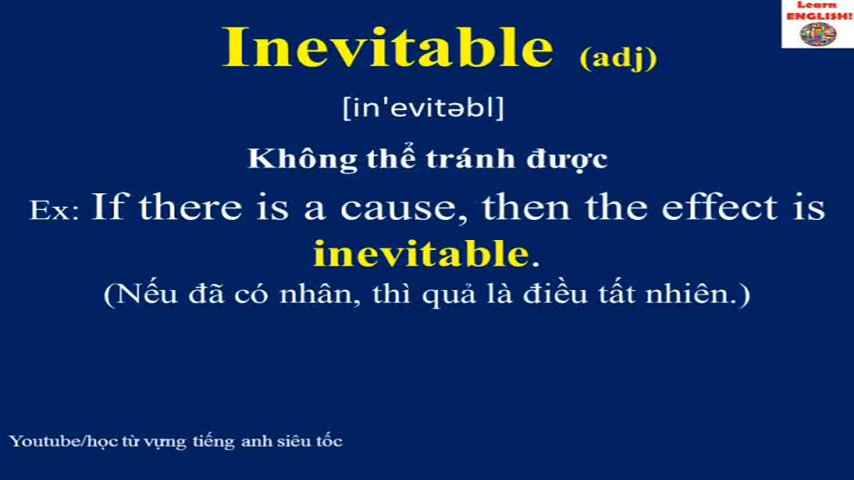 Learn
ENGLISH!
Inevitable (adj)
[in'evitəbl]
Không thể tránh được
Ex: If there is a cause, then the effect is
inevitable.
(Nếu đã có nhân, thì quả là điều tất nhiên.)
Youtube/học từ vựng tiếng anh siêu tốc